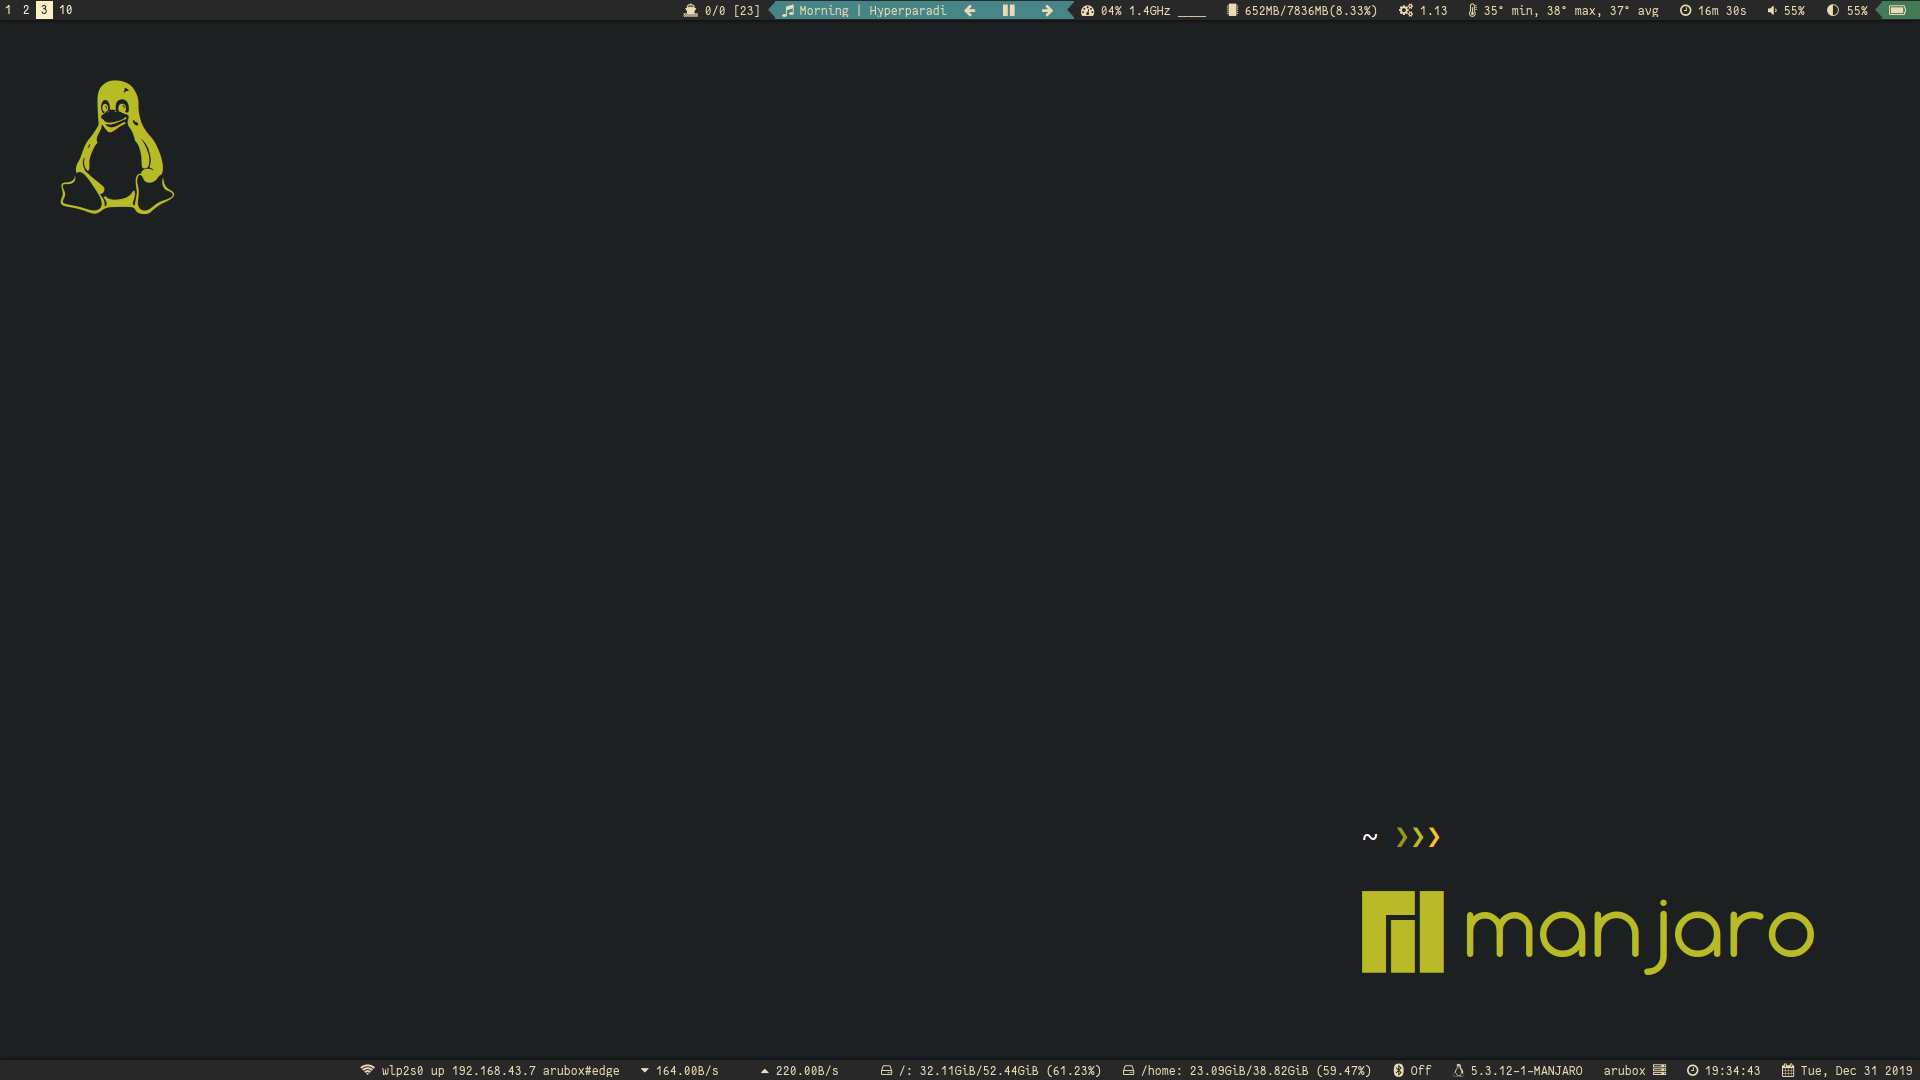 1 2 3 10 0/0 [23] Morning | Hyperparadi 04% 1.4GHz ____ 652MB/7836MB(8.33%) 1.13 35° min, 38° max, 37° avg 16m 30s 55% 55%
~ ❯❯❯
manjaro
wlp2s0 up 192.168.43.7 arubox#edge 164.00B/s 220.00B/s /: 32.11GiB/52.44GiB (61.23%) /home: 23.09GiB/38.82GiB (59.47%) Off 5.3.12-1-MANJARO arubox 19:34:43 Tue, Dec 31 2019